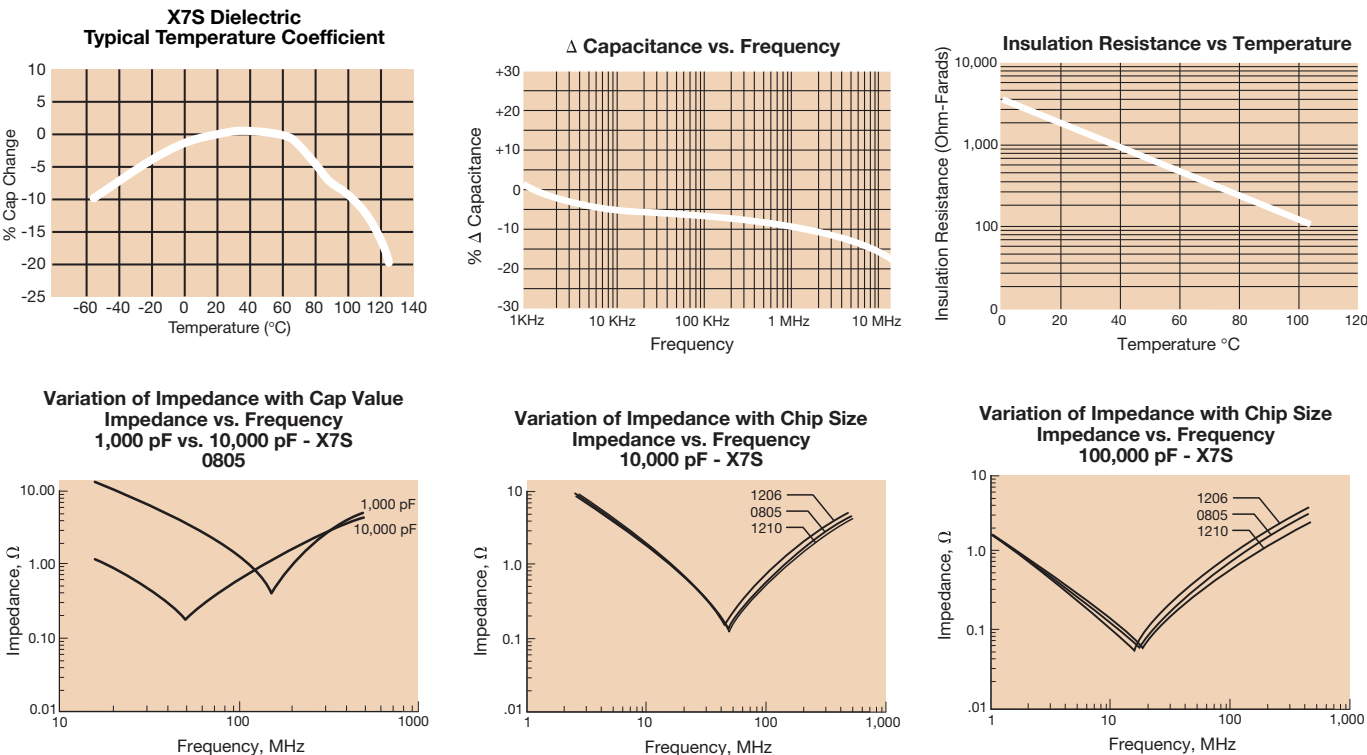 X7S Dielectric
Typical Temperature Coefficient
% Cap Change
10
5
0
-5
-10
-15
-20
-25
-60 -40 -20 0 20 40 60 80 100 120 140
Temperature (°C)
Δ Capacitance vs. Frequency
% Δ Capacitance
+30
+20
+10
0
-10
-20
-30
1KHz 10 KHz 100 KHz 1 MHz 10 MHz
Frequency
Insulation Resistance vs Temperature
Insulation Resistance (Ohm-Farads)
10,000
1,000
100
0
0 20 40 60 80 100 120
Temperature °C
Variation of Impedance with Cap Value
Impedance vs. Frequency
1,000 pF vs. 10,000 pF - X7S
0805
Impedance, Ω
10.00
1.00
0.10
0.01
1,000 pF
10,000 pF
10 100 1000
Frequency, MHz
Variation of Impedance with Chip Size
Impedance vs. Frequency
10,000 pF - X7S
Impedance, Ω
10
1.0
0.1
.01
1206
0805
1210
1 10 100 1,000
Frequency, MHz
Variation of Impedance with Chip Size
Impedance vs. Frequency
100,000 pF - X7S
Impedance, Ω
10
1.0
0.1
.01
1206
0805
1210
1 10 100 1,000
Frequency, MHz